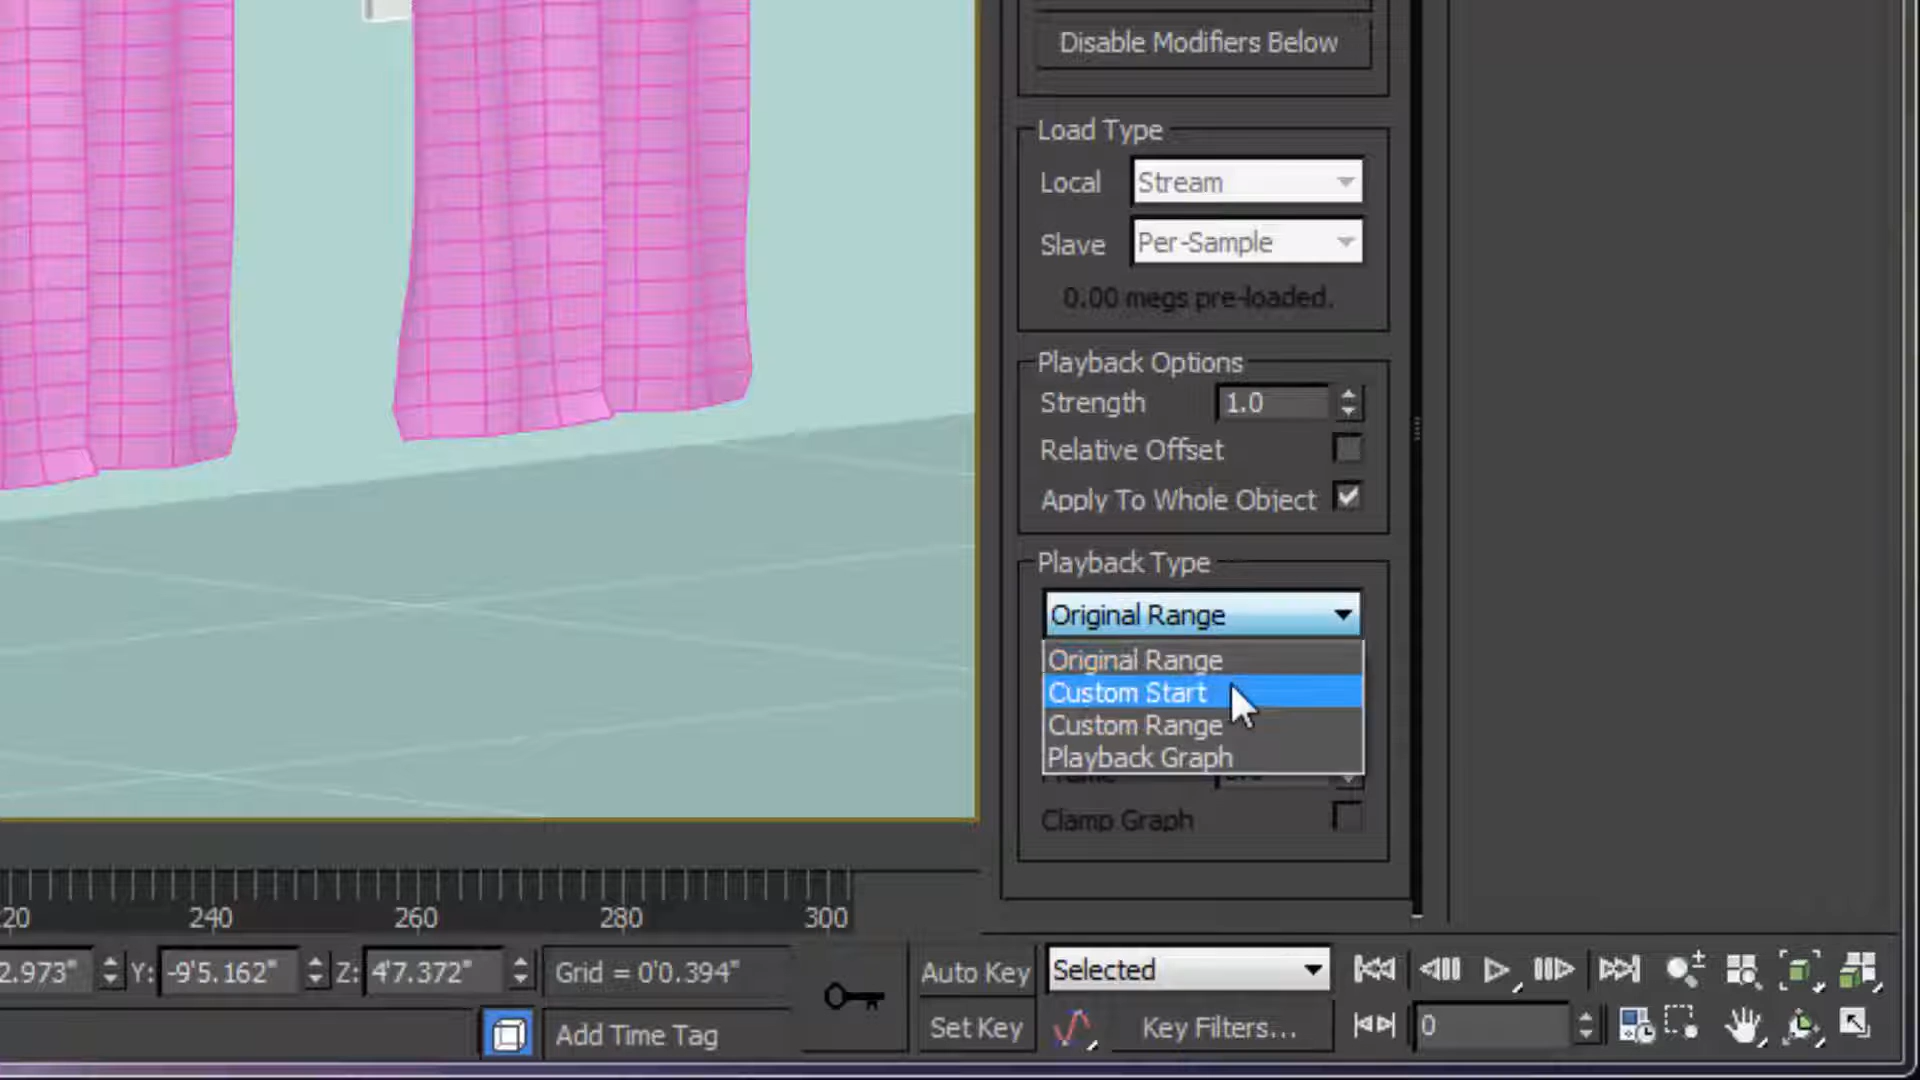 Disable Modifiers Below
Load Type
Local Stream
Slave Per-Sample
0.00 megs pre-loaded.
Playback Options
Strength 1.0
Relative Offset
Apply To Whole Object
Playback Type
Original Range
Original Range
Custom Start
Custom Range
Playback Graph
Clamp Graph
20 240 260 280 300
2.973" Y: -9'5.162" Z: 4'7.372" Grid = 0'0.394" Auto Key Selected
Add Time Tag Set Key Key Filters... 0